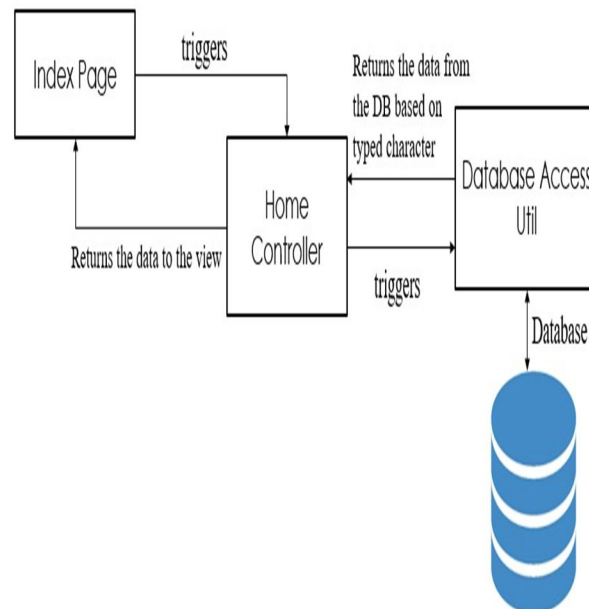 Index Page
triggers
Returns the data from
the DB based on
typed character
Home
Controller
Database Access
Util
Returns the data to the view
triggers
Database